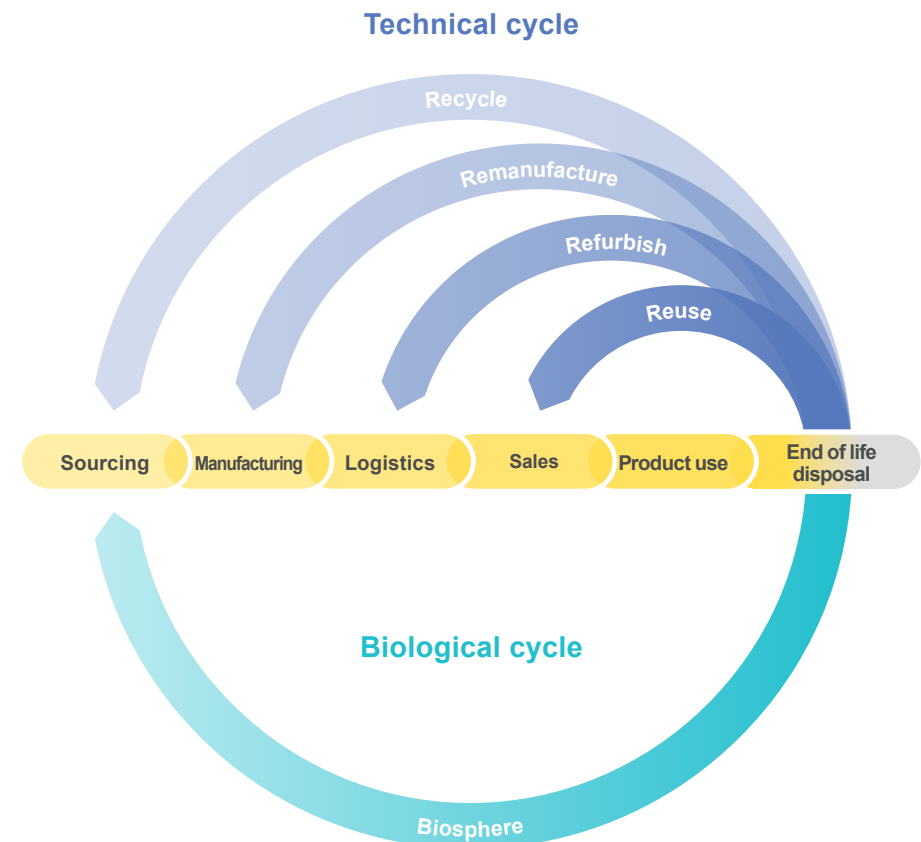 Technical cycle
Recycle
Remanufacture
Refurbish
Reuse
Sourcing
Manufacturing
Logistics
Sales
Product use
End of life
disposal
Biological cycle
Biosphere